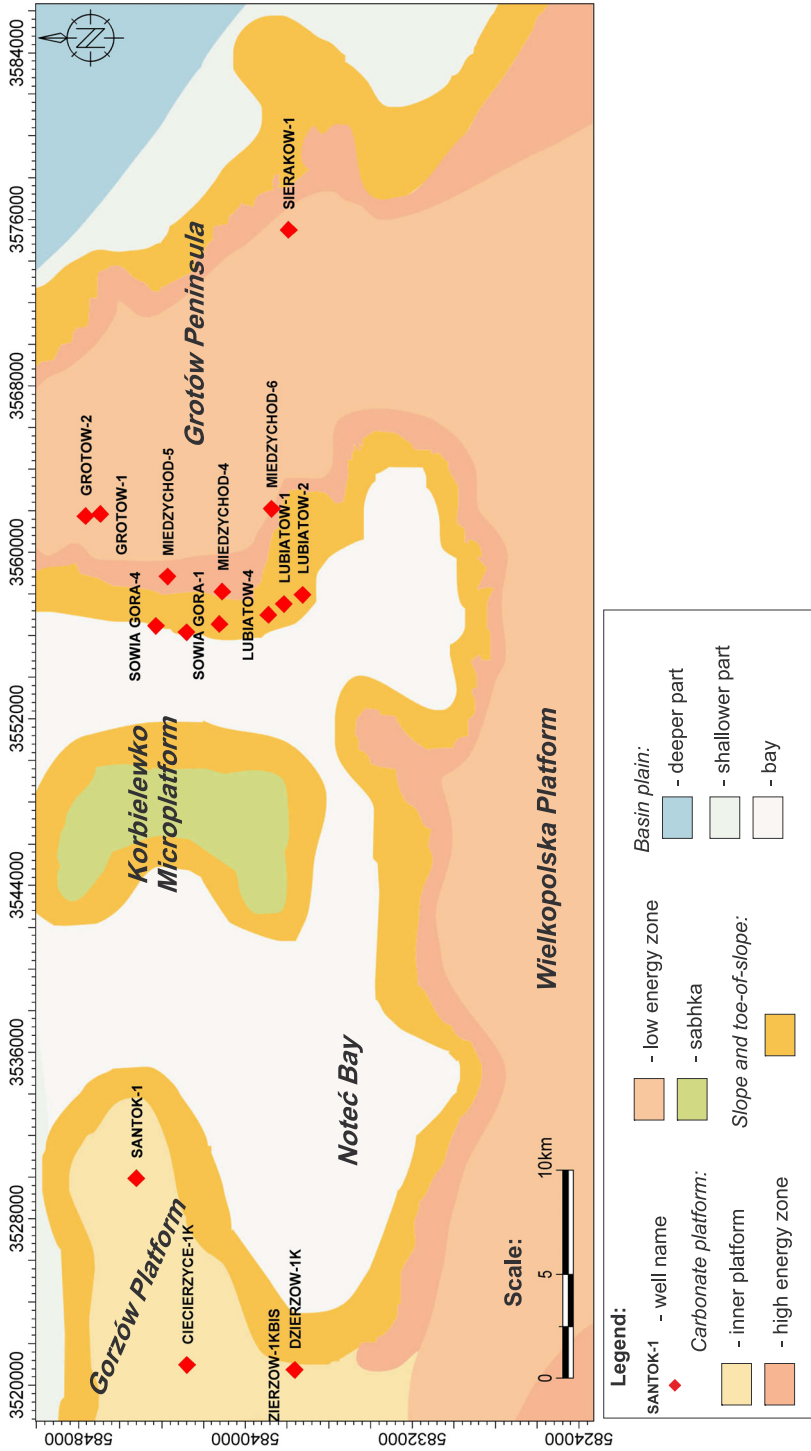 3520000
3528000
3536000
3544000
3552000
3560000
3568000
3576000
3584000
5848000
5840000
5832000
5824000
N
Gorzów Platform
SANTOK-1
CIECIERZYCE-1K
ZIERZOW-1KBIS
DZIERZOW-1K
Noteć Bay
Korbielewko
Microplatform
SOWIA GORA-4
SOWIA GORA-1
LUBIATOW-4
GROTOW-2
GROTOW-1
MIEDZYCHOD-5
MIEDZYCHOD-4
MIEDZYCHOD-6
LUBIATOW-1
LUBIATOW-2
Grotów Peninsula
SIERAKOW-1
Wielkopolska Platform
Scale:
0
5
10km
Legend:
SANTOK-1
- well name
Carbonate platform:
- inner platform
- high energy zone
- low energy zone
- sabhka
Slope and toe-of-slope:
Basin plain:
- deeper part
- shallower part
- bay